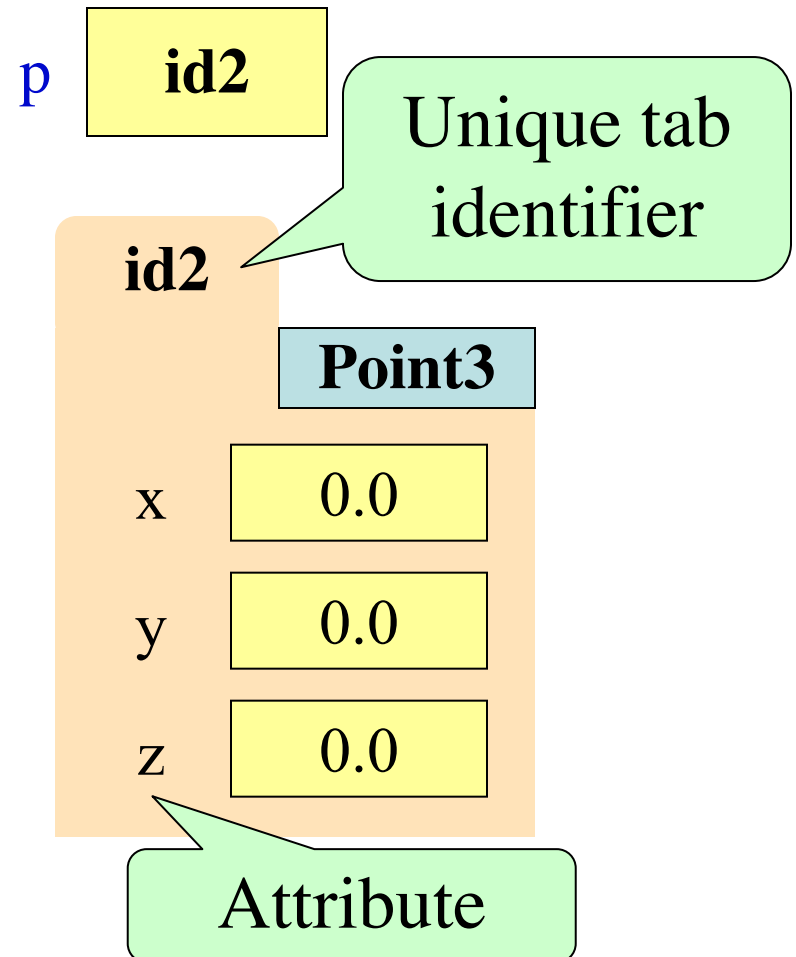 p id2
Unique tab
identifier
id2
Point3
x 0.0
y 0.0
z 0.0
Attribute